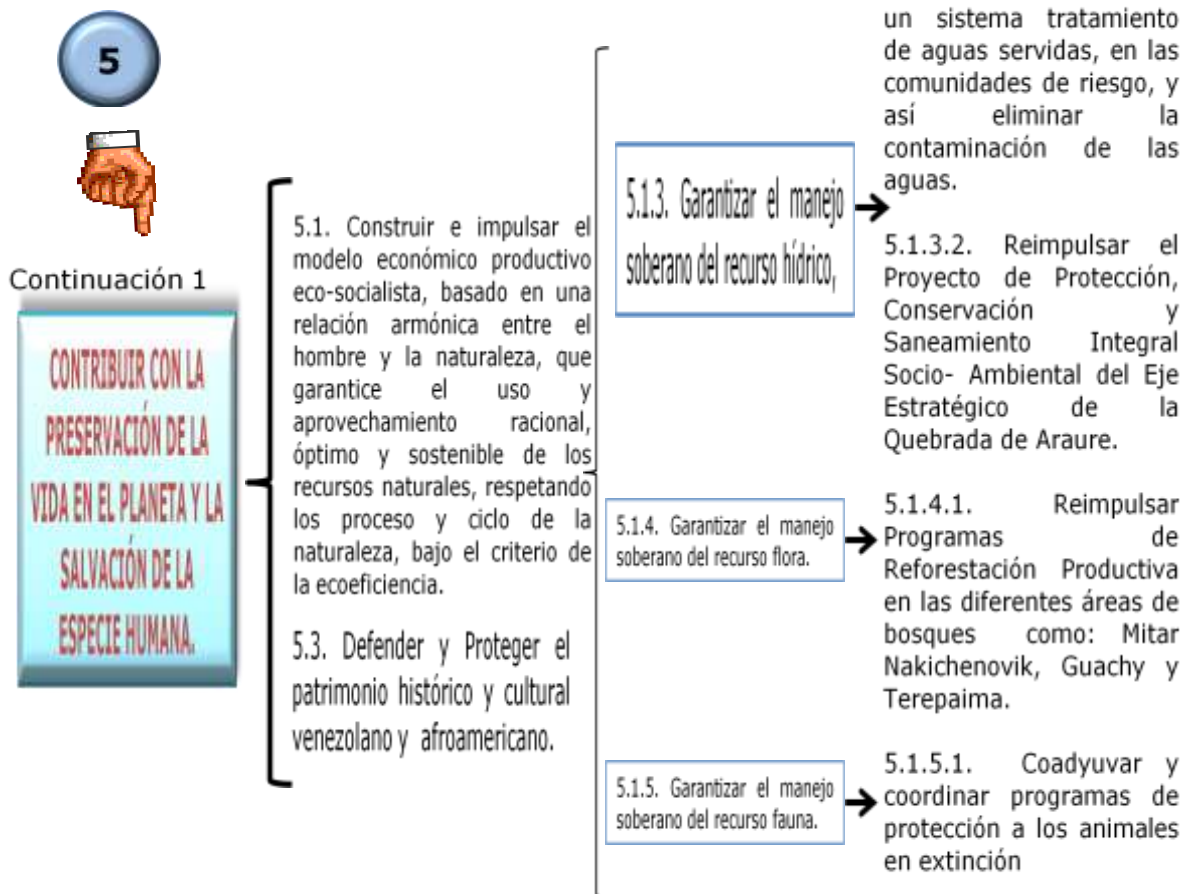 5
Continuación 1
CONTRIBUIR CON LA
PRESERVACIÓN DE LA
VIDA EN EL PLANETA Y LA
SALVACIÓN DE LA
ESPECIE HUMANA.
5.1. Construir e impulsar el
modelo económico productivo
eco-socialista, basado en una
relación armónica entre el
hombre y la naturaleza, que
garantice el uso y
aprovechamiento racional,
óptimo y sostenible de los
recursos naturales, respetando
los proceso y ciclo de la
naturaleza, bajo el criterio de
la ecoeficiencia.
5.3. Defender y Proteger el
patrimonio histórico y cultural
venezolano y afroamericano.
5.1.3. Garantizar el manejo
soberano del recurso hídrico,
un sistema tratamiento
de aguas servidas, en las
comunidades de riesgo, y
así eliminar la
contaminación de las
aguas.
5.1.3.2. Reimpulsar el
Proyecto de Protección,
Conservación y
Saneamiento Integral
Socio- Ambiental del Eje
Estratégico de la
Quebrada de Araure.
5.1.4. Garantizar el manejo
soberano del recurso flora.
5.1.4.1. Reimpulsar
Programas de
Reforestación Productiva
en las diferentes áreas de
bosques como: Mitar
Nakichenovik, Guachy y
Terepaima.
5.1.5. Garantizar el manejo
soberano del recurso fauna.
5.1.5.1. Coadyuvar y
coordinar programas de
protección a los animales
en extinción